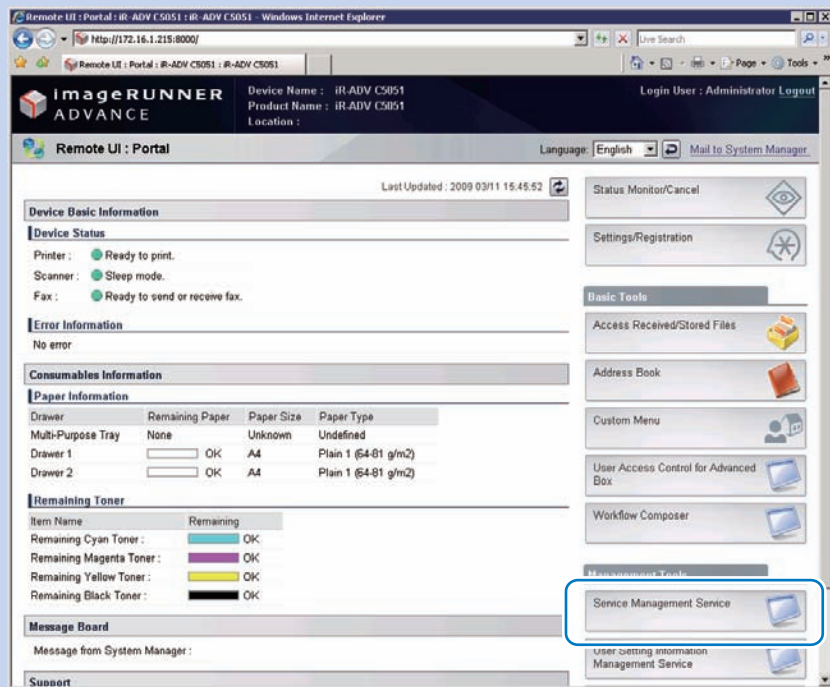 Remote UI : Portal : iR-ADV C5051 : iR-ADV C5051 - Windows Internet Explorer
http://172.16.1.215:8000/
Live Search
Remote UI : Portal : iR-ADV C5051 : iR-ADV C5051
Page
Tools
imageRUNNER
ADVANCE
Device Name : iR-ADV C5051
Product Name : iR-ADV C5051
Location :
Login User : Administrator Logout
Remote UI : Portal
Language: English
Mail to System Manager
Last Updated : 2009 03/11 15:45:52
Device Basic Information
Device Status
Printer : Ready to print.
Scanner : Sleep mode.
Fax : Ready to send or receive fax.
Error Information
No error
Consumables Information
Paper Information
Drawer Remaining Paper Paper Size Paper Type
Multi-Purpose Tray None Unknown Undefined
Drawer 1 OK A4 Plain 1 (64-81 g/m2)
Drawer 2 OK A4 Plain 1 (64-81 g/m2)
Remaining Toner
Item Name Remaining
Remaining Cyan Toner : OK
Remaining Magenta Toner : OK
Remaining Yellow Toner : OK
Remaining Black Toner : OK
Message Board
Message from System Manager :
Support
Status Monitor/Cancel
Settings/Registration
Basic Tools
Access Received/Stored Files
Address Book
Custom Menu
User Access Control for Advanced
Box
Workflow Composer
Management Tools
Service Management Service
User Setting Information
Management Service